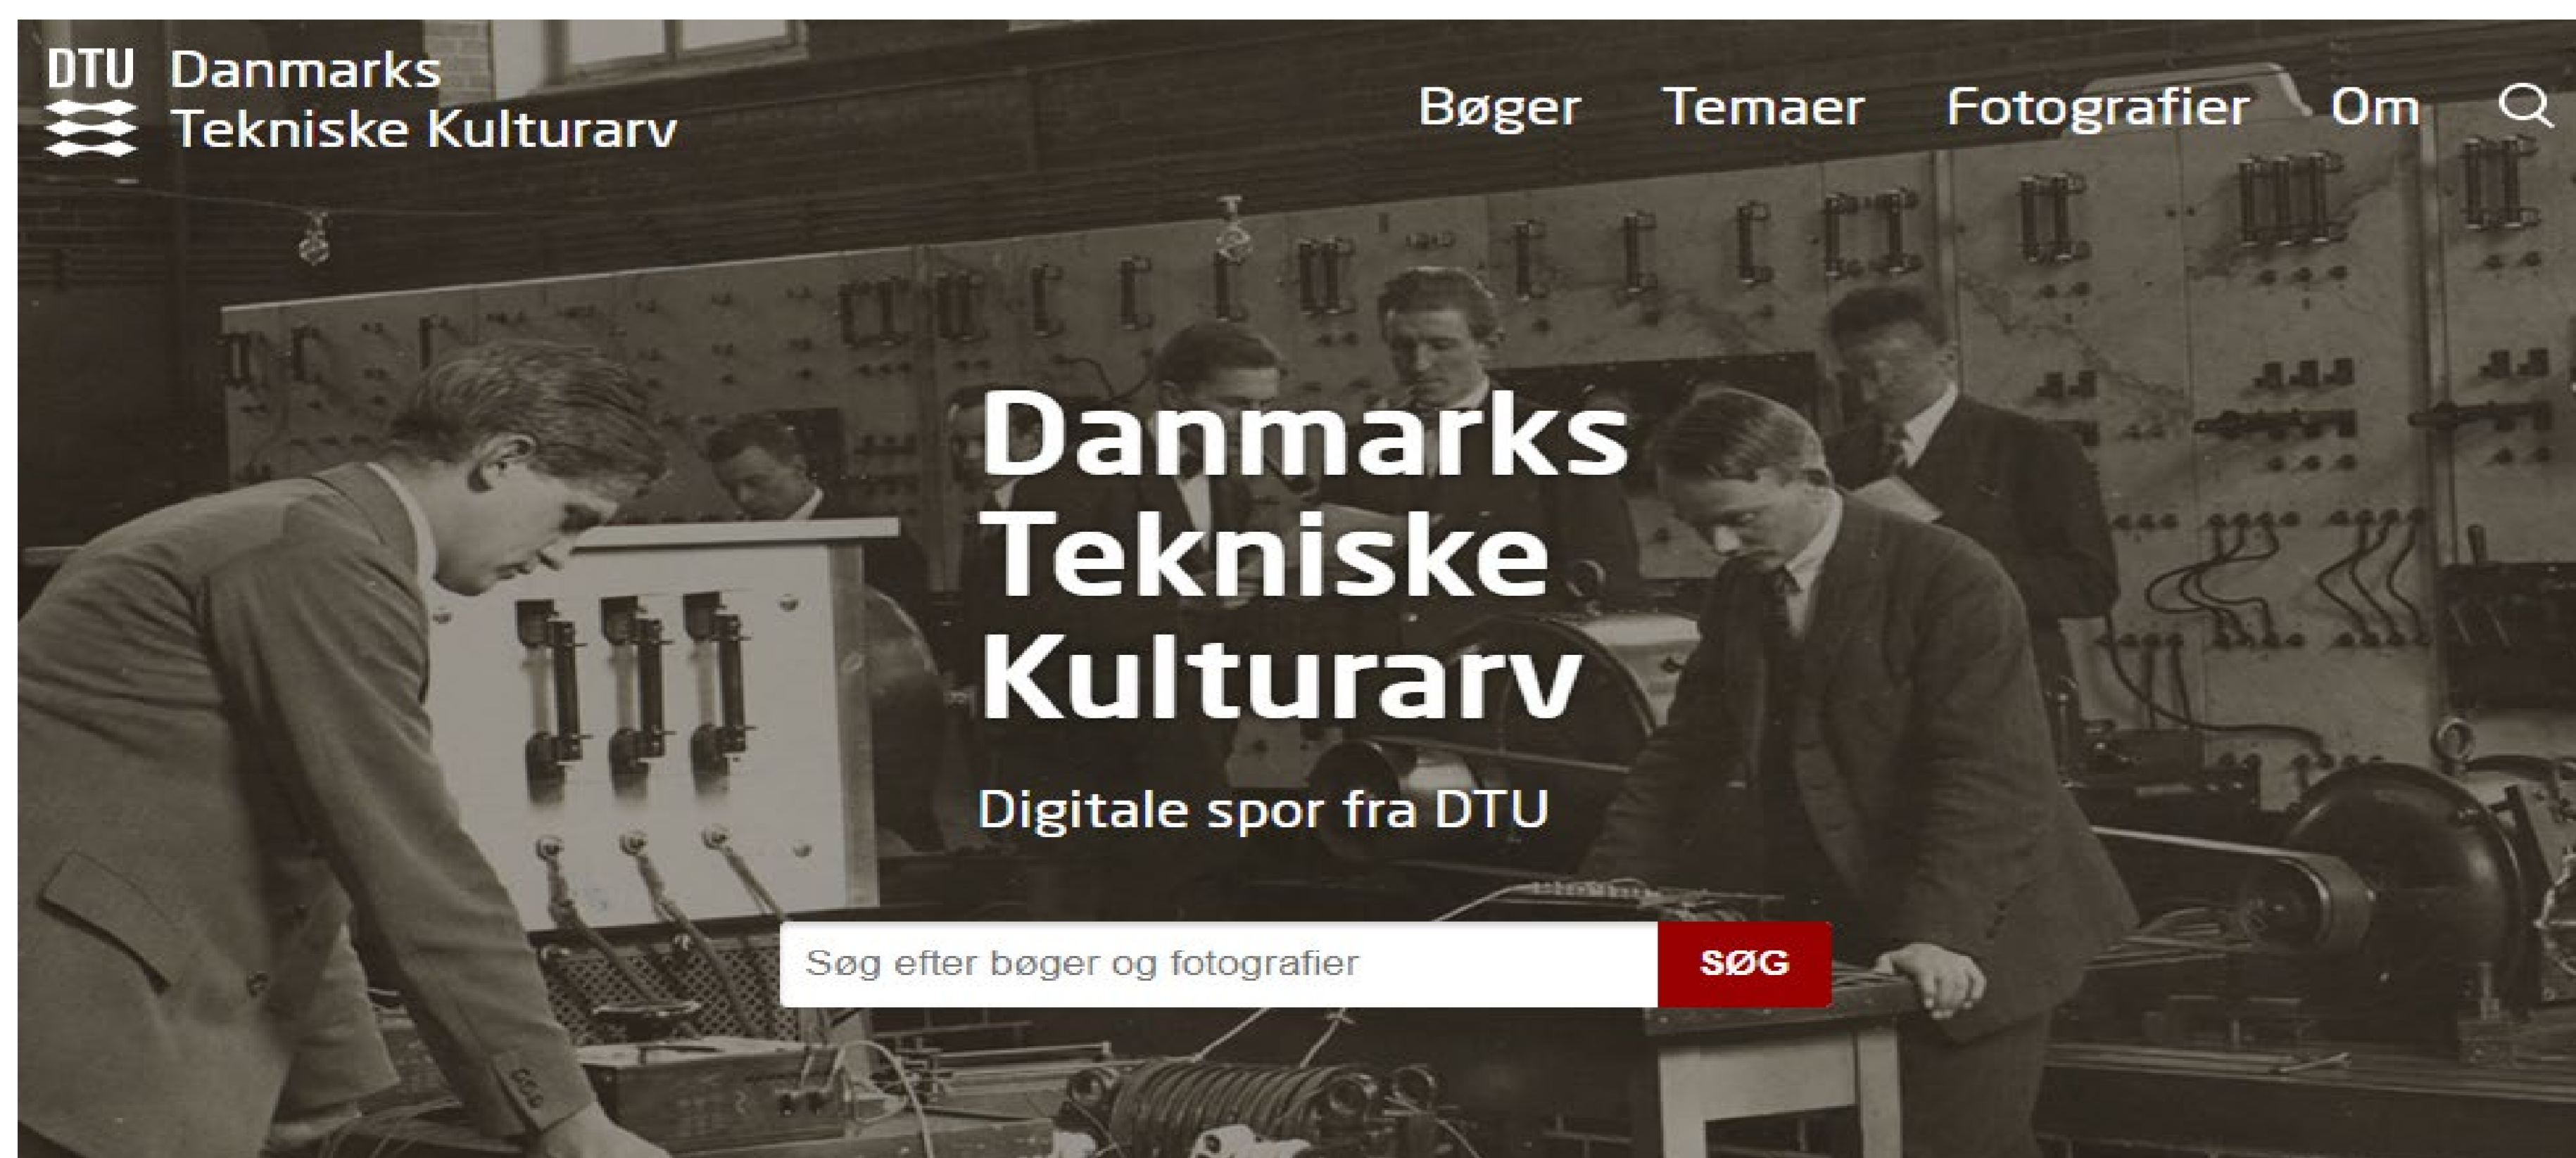 DTU
Danmarks
Tekniske Kulturarv
Bøger
Temaer
Fotografier
Om
Danmarks
Tekniske
Kulturarv
Digitale spor fra DTU
Søg efter bøger og fotografier
SØG